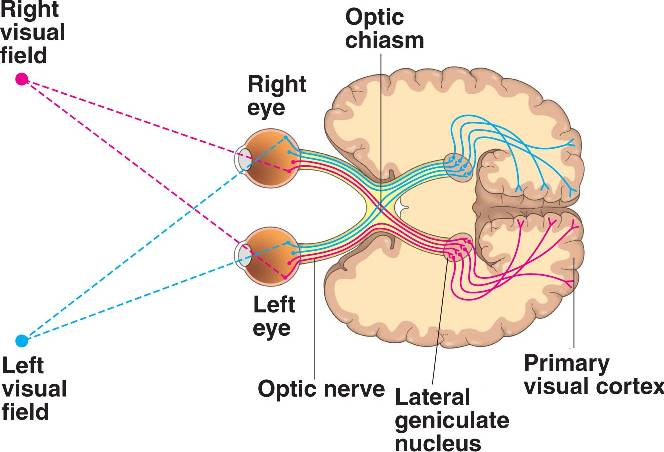 Right
visual
field
Optic
chiasm
Right
eye
Left
eye
Left
visual
field
Optic nerve
Lateral
geniculate
nucleus
Primary
visual cortex